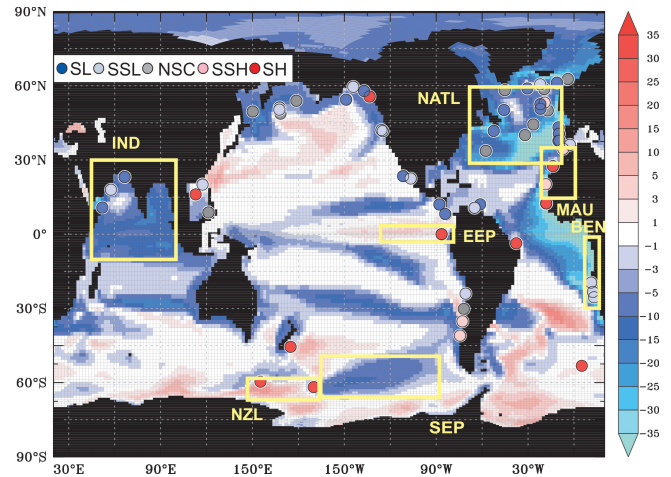 90°N
SL SSL NSC SSH SH
60°N
30°N
0°
30°S
60°S
90°S
30°E 90°E 150°E 150°W 90°W 30°W
NATL
IND
MAU
BEN
EEP
NZL
SEP
35
30
25
20
15
10
5
3
1
−1
−3
−5
−10
−15
−20
−25
−30
−35